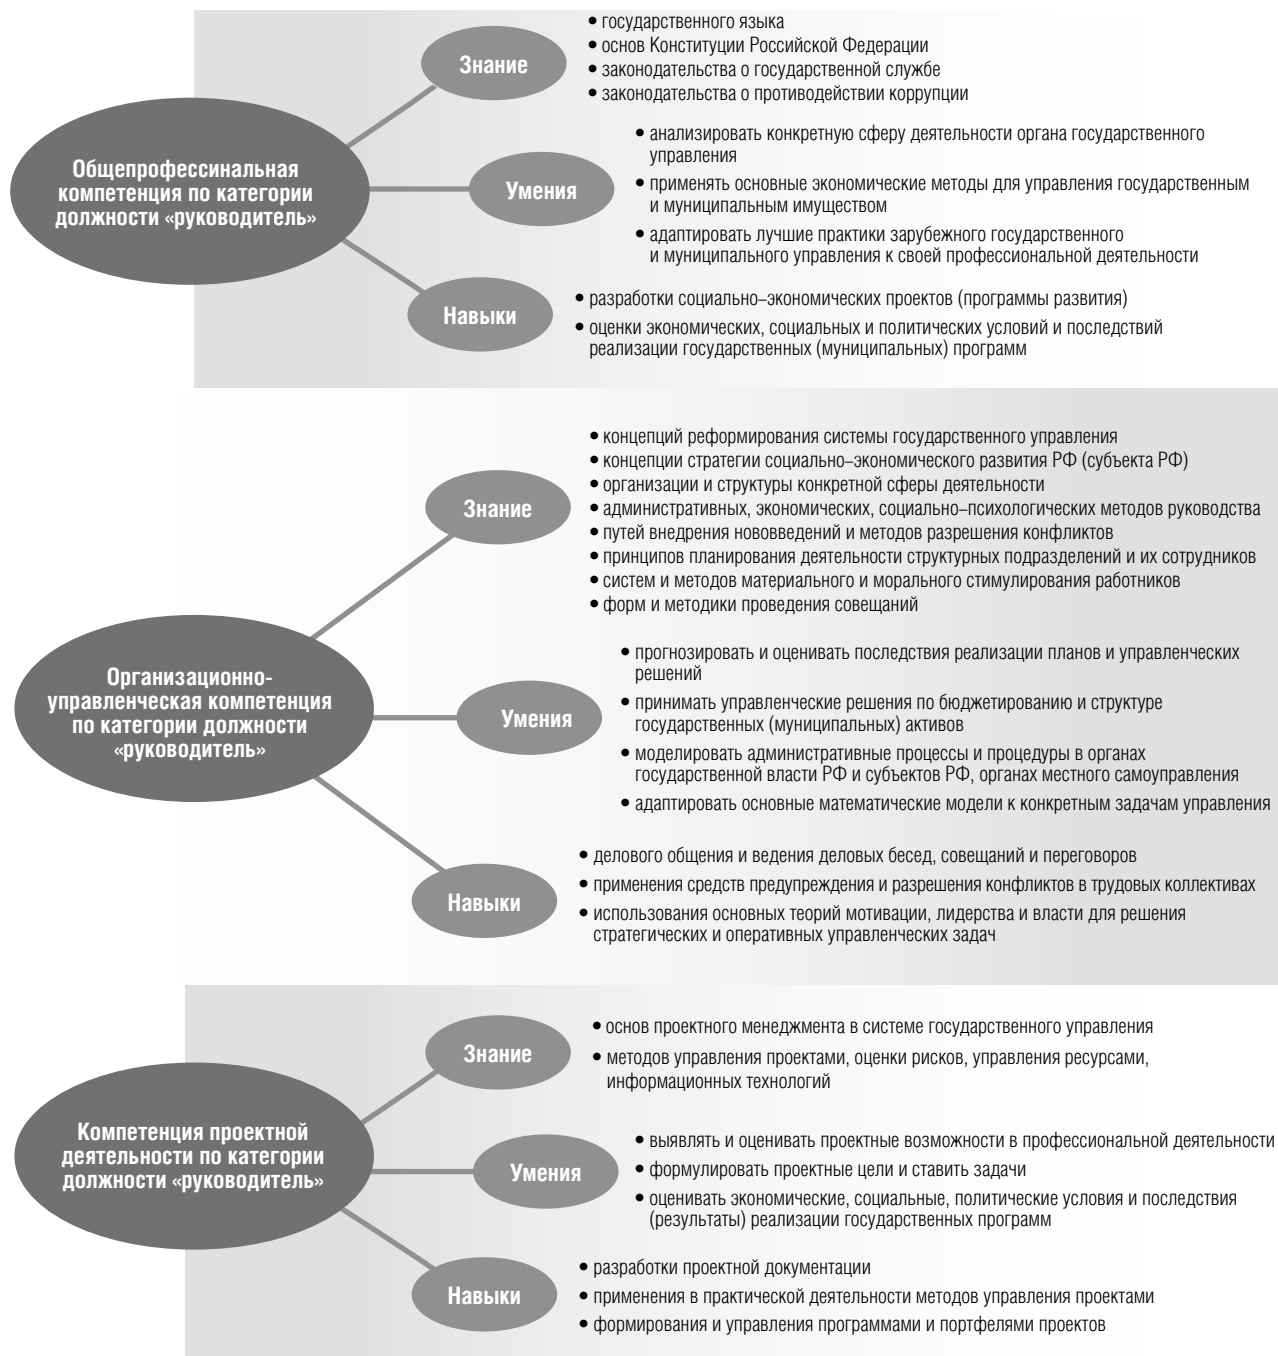 Общепрофессинальная
компетенция по категории
должности «руководитель»
Знание
• государственного языка
• основ Конституции Российской Федерации
• законодательства о государственной службе
• законодательства о противодействии коррупции
Умения
• анализировать конкретную сферу деятельности органа государственного
управления
• применять основные экономические методы для управления государственным
и муниципальным имуществом
• адаптировать лучшие практики зарубежного государственного
и муниципального управления к своей профессиональной деятельности
Навыки
• разработки социально–экономических проектов (программы развития)
• оценки экономических, социальных и политических условий и последствий
реализации государственных (муниципальных) программ
Организационно-
управленческая компетенция
по категории должности
«руководитель»
Знание
• концепций реформирования системы государственного управления
• концепции стратегии социально–экономического развития РФ (субъекта РФ)
• организации и структуры конкретной сферы деятельности
• административных, экономических, социально–психологических методов руководства
• путей внедрения нововведений и методов разрешения конфликтов
• принципов планирования деятельности структурных подразделений и их сотрудников
• систем и методов материального и морального стимулирования работников
• форм и методики проведения совещаний
Умения
• прогнозировать и оценивать последствия реализации планов и управленческих
решений
• принимать управленческие решения по бюджетированию и структуре
государственных (муниципальных) активов
• моделировать административные процессы и процедуры в органах
государственной власти РФ и субъектов РФ, органах местного самоуправления
• адаптировать основные математические модели к конкретным задачам управления
Навыки
• делового общения и ведения деловых бесед, совещаний и переговоров
• применения средств предупреждения и разрешения конфликтов в трудовых коллективах
• использования основных теорий мотивации, лидерства и власти для решения
стратегических и оперативных управленческих задач
Компетенция проектной
деятельности по категории
должности «руководитель»
Знание
• основ проектного менеджмента в системе государственного управления
• методов управления проектами, оценки рисков, управления ресурсами,
информационных технологий
Умения
• выявлять и оценивать проектные возможности в профессиональной деятельности
• формулировать проектные цели и ставить задачи
• оценивать экономические, социальные, политические условия и последствия
(результаты) реализации государственных программ
Навыки
• разработки проектной документации
• применения в практической деятельности методов управления проектами
• формирования и управления программами и портфелями проектов